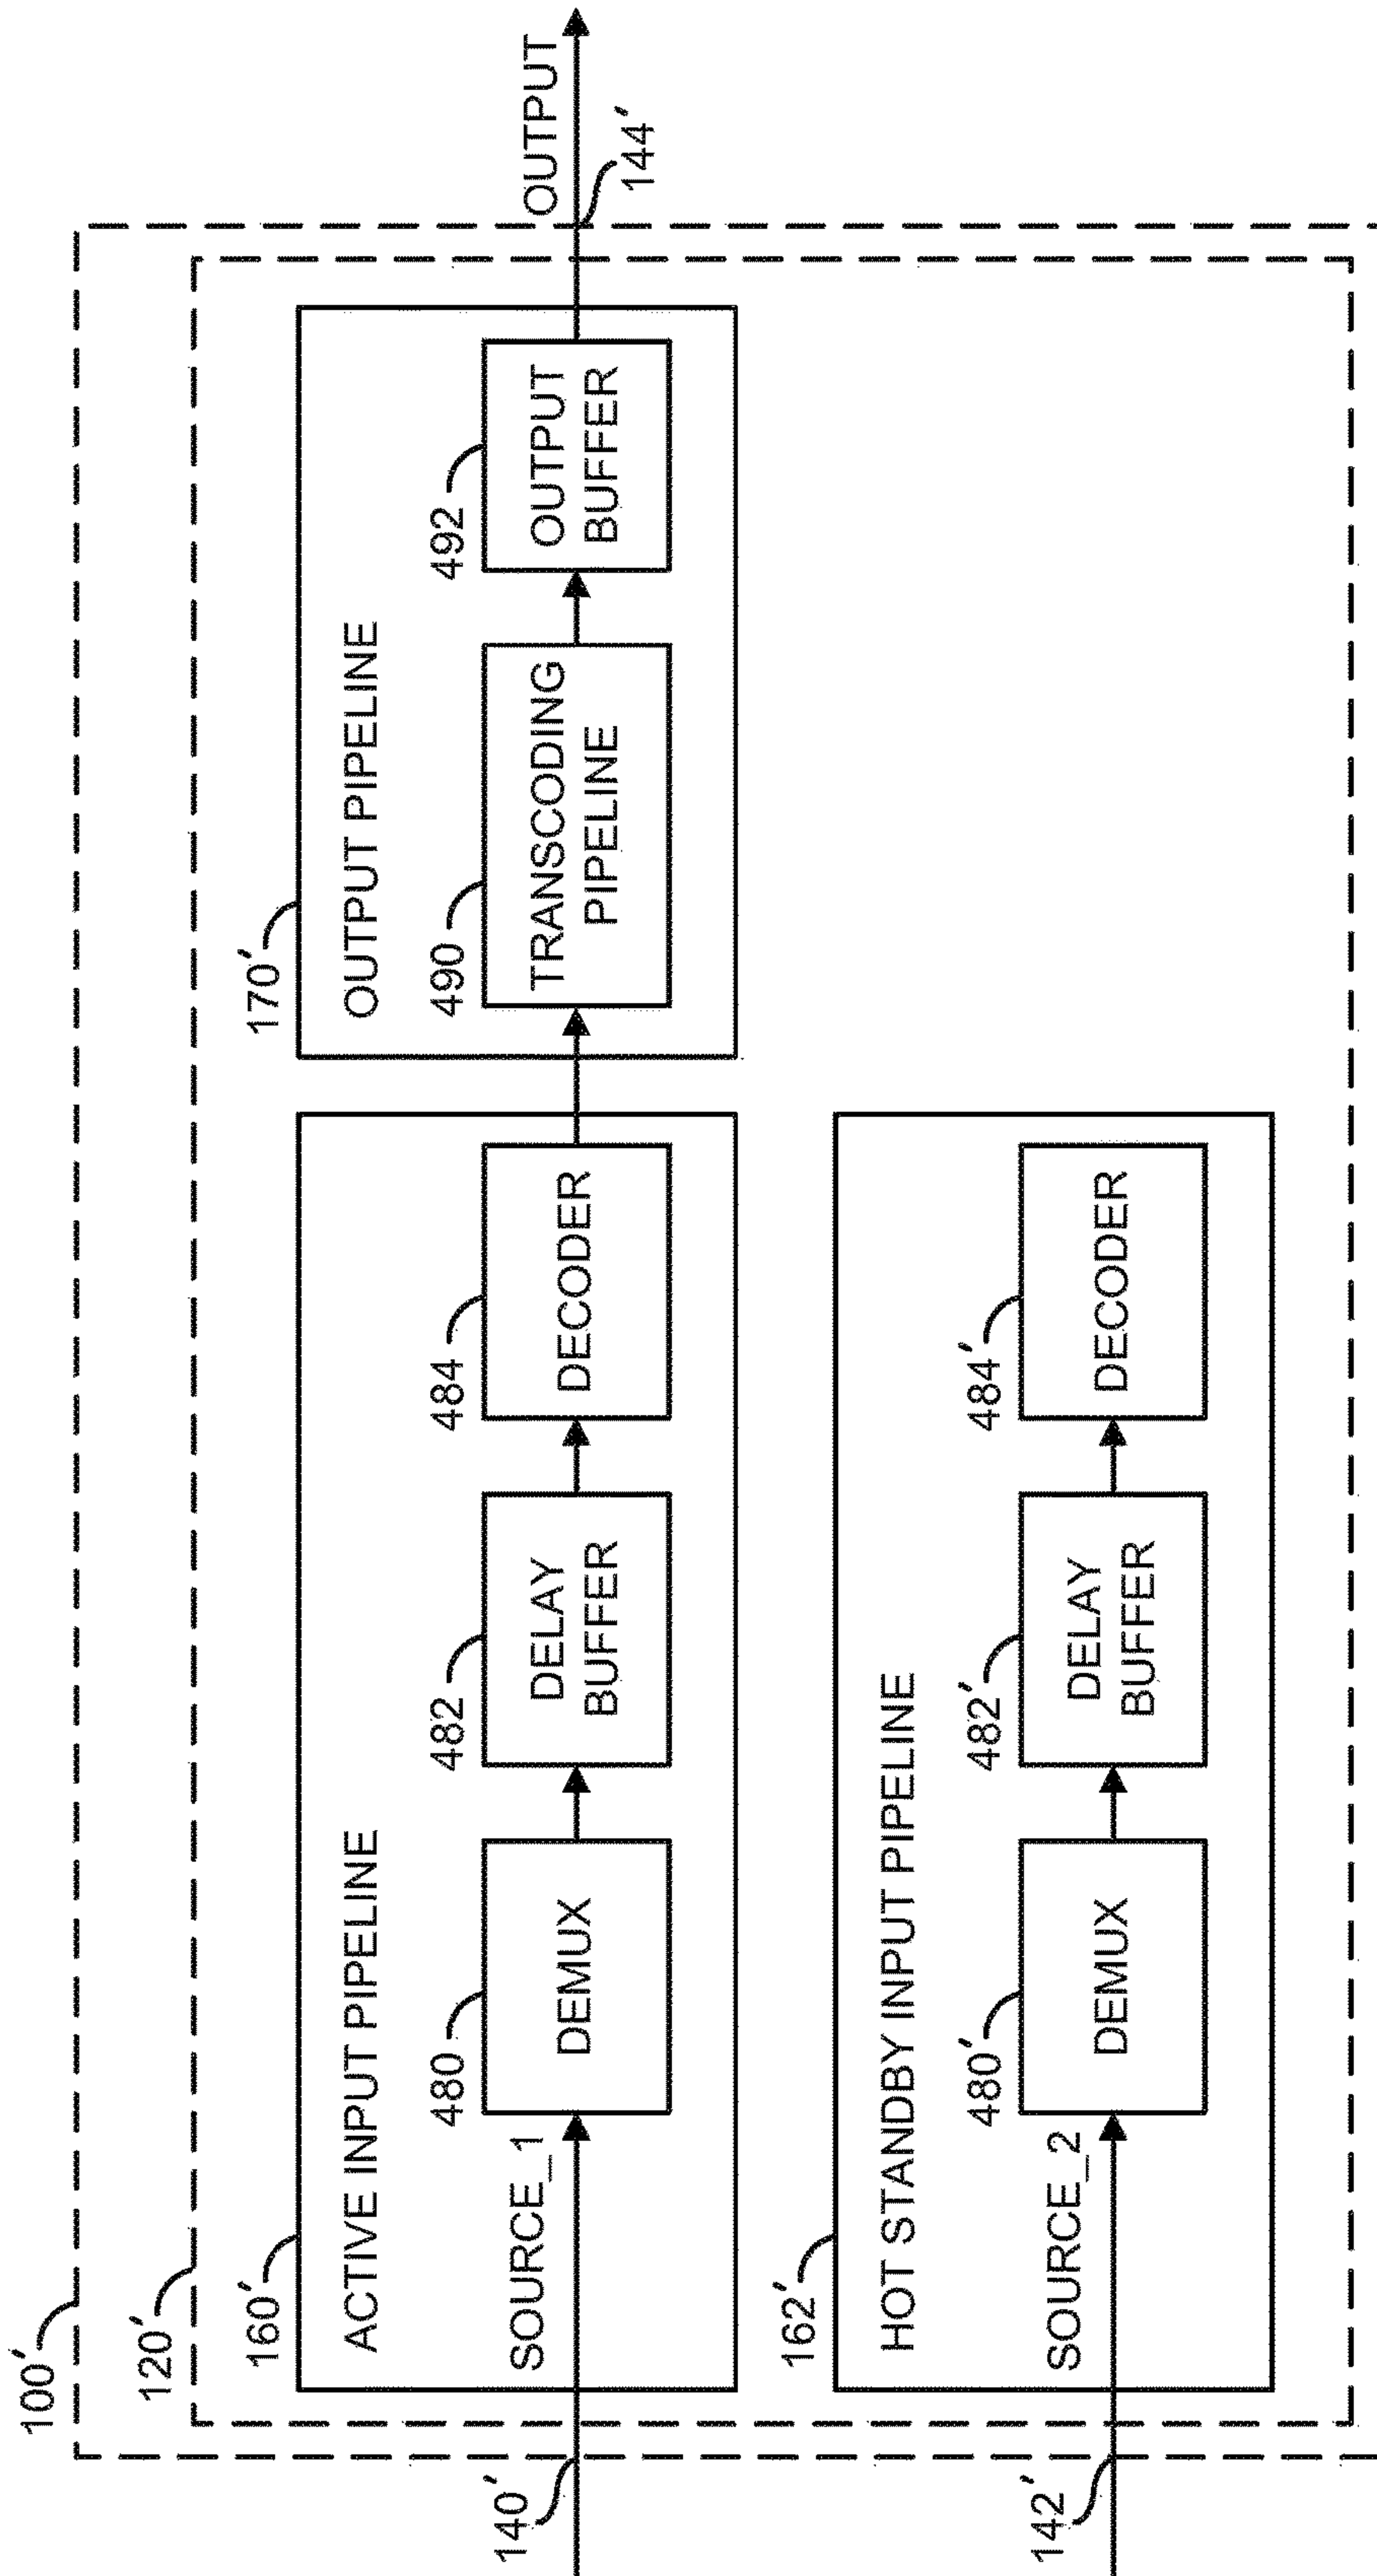 100′
120′
160′
ACTIVE INPUT PIPELINE
140′
SOURCE_1
480
DEMUX
482
DELAY
BUFFER
484
DECODER
170′
OUTPUT PIPELINE
490
TRANSCODING
PIPELINE
492
OUTPUT
BUFFER
OUTPUT
144′
162′
HOT STANDBY INPUT PIPELINE
142′
SOURCE_2
480′
DEMUX
482′
DELAY
BUFFER
484′
DECODER